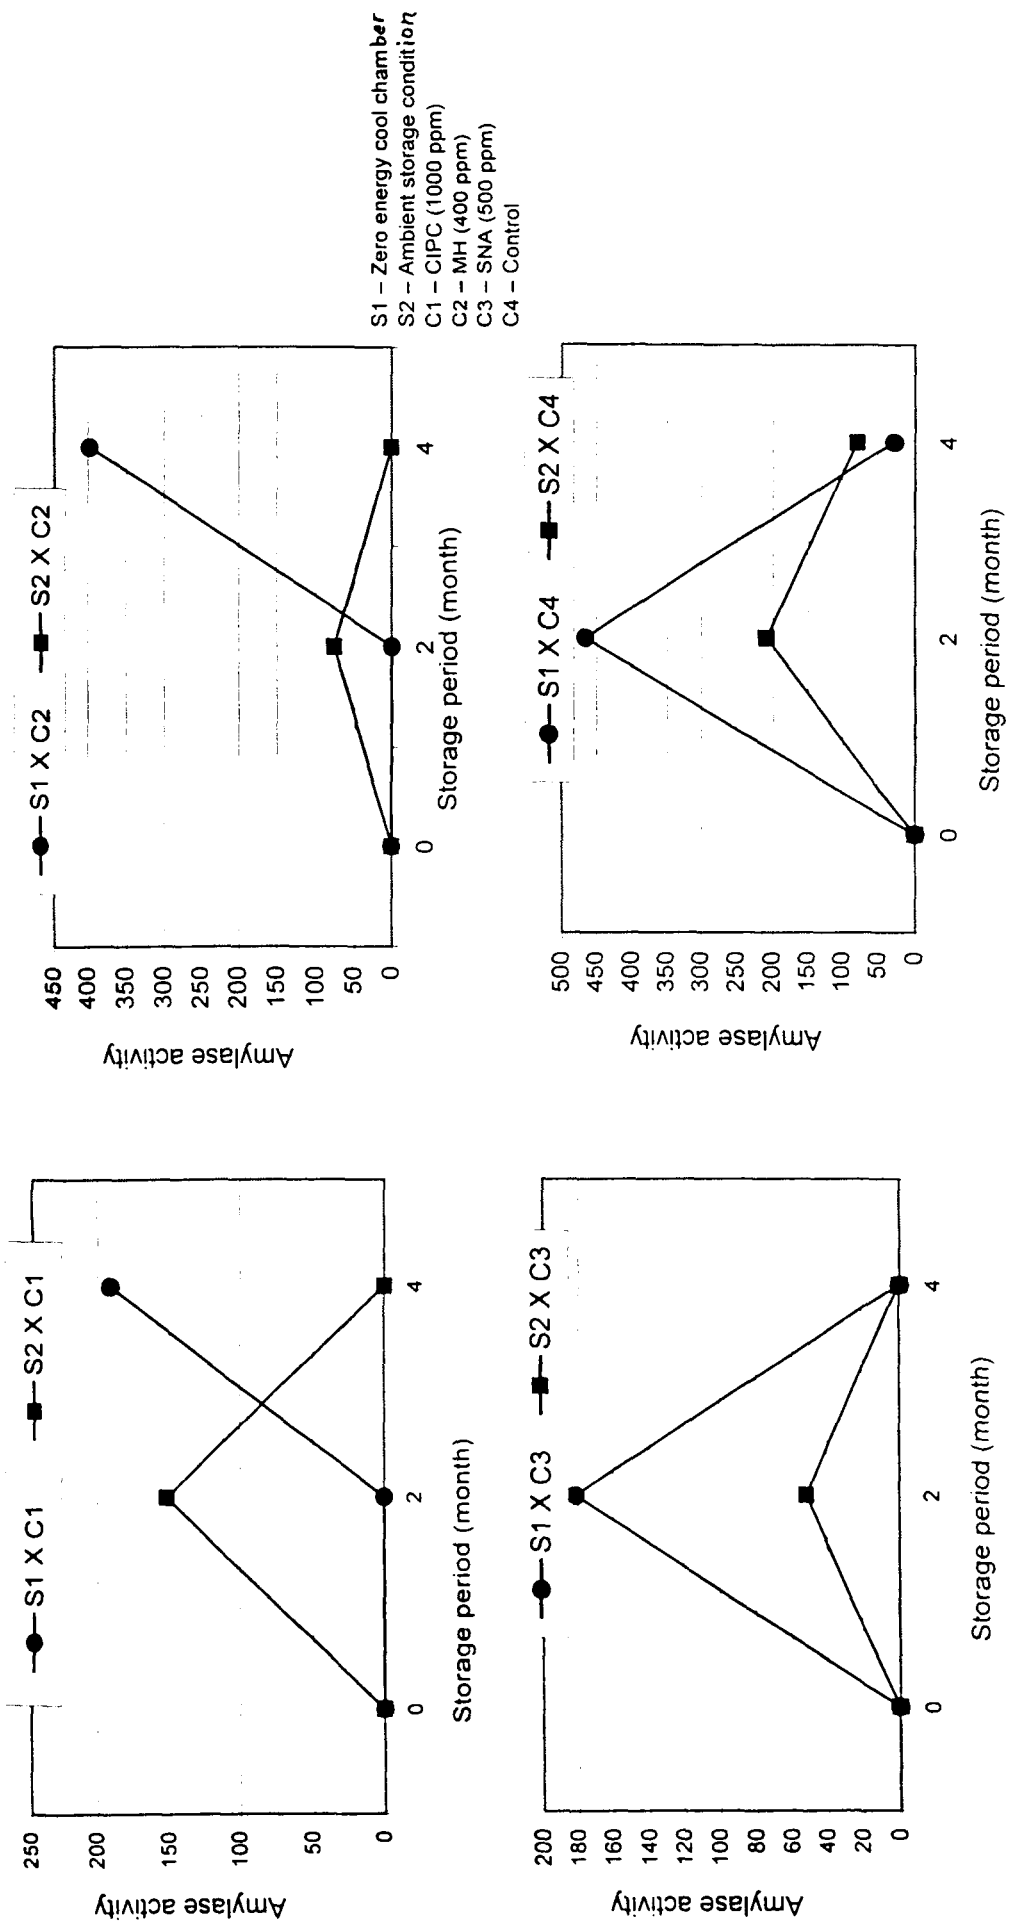 S1 X C1
S2 X C1
250
200
150
100
50
0
Amylase activity
0
2
4
Storage period (month)
S1 X C2
S2 X C2
450
400
350
300
300
200
150
100
50
0
Amylase activity
0
2
4
Storage period (month)
S1 – Zero energy cool chamber
S2 – Ambient storage condition
C1 – CIPC (1000 ppm)
C2 – MH (400 ppm)
C3 – SNA (500 ppm)
C4 – Control
S1 X C3
S2 X C3
200
180
160
140
120
100
80
60
40
20
0
Amylase activity
0
2
4
Storage period (month)
S1 X C4
S2 X C4
500
450
400
350
300
250
200
150
100
50
0
Amylase activity
0
2
4
Storage period (month)